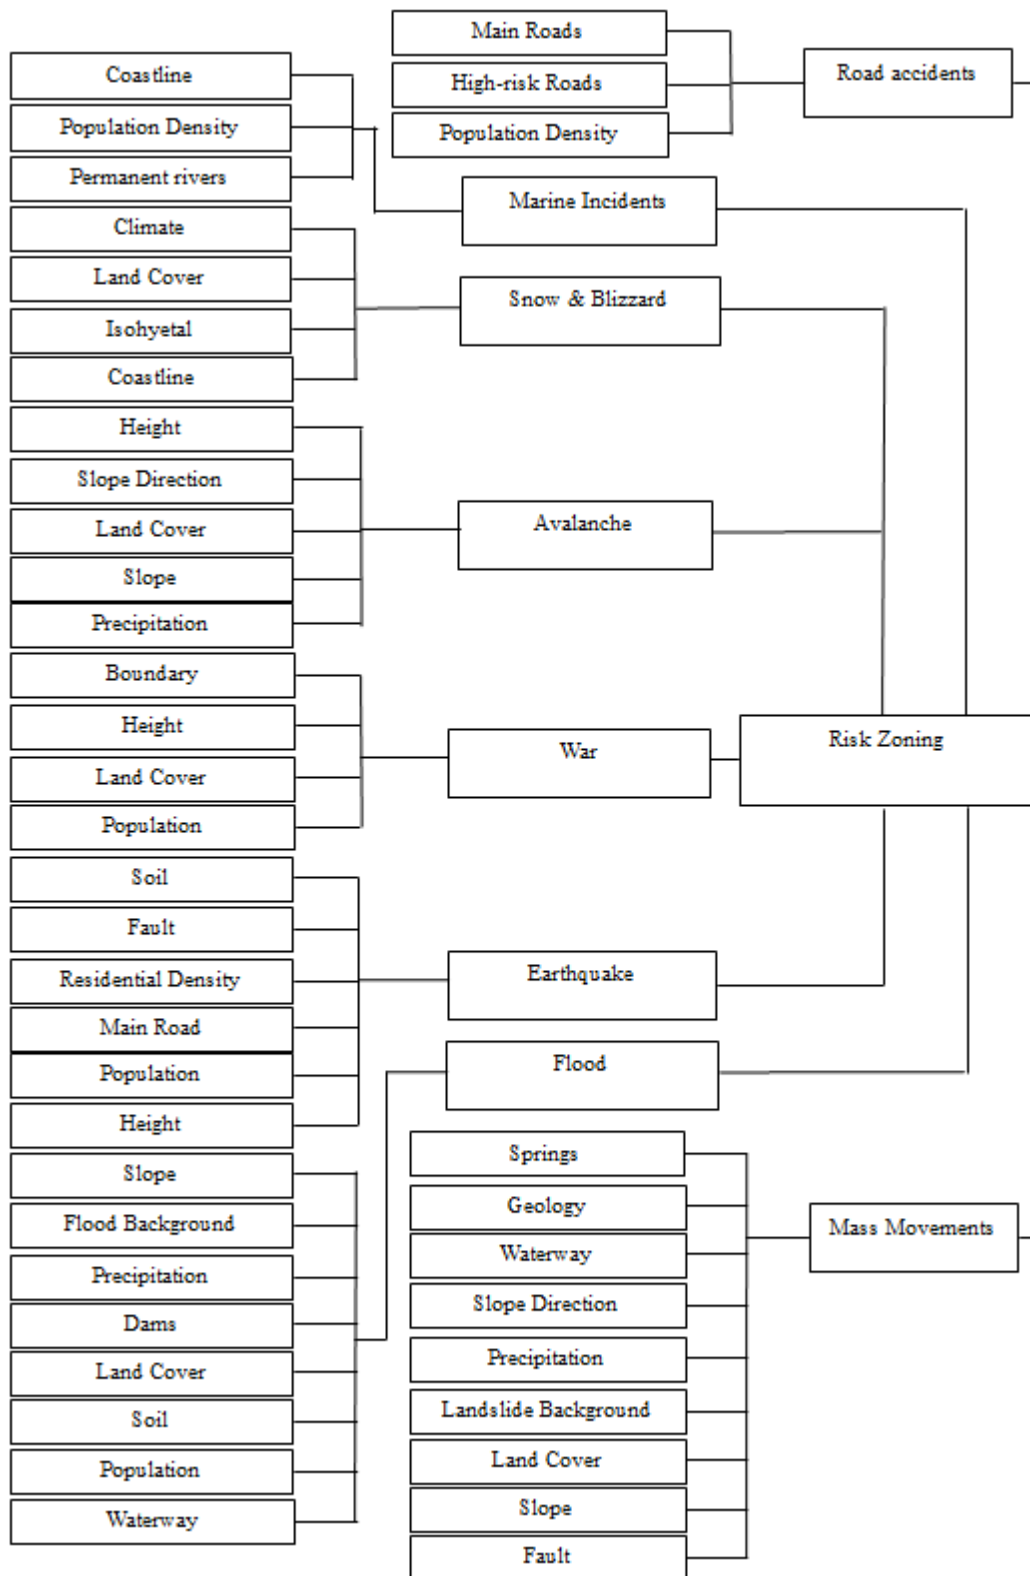 Main Roads
High-risk Roads
Population Density
Road accidents
Coastline
Population Density
Permanent rivers
Marine Incidents
Climate
Land Cover
Isohyetal
Coastline
Snow & Blizzard
Height
Slope Direction
Land Cover
Slope
Precipitation
Avalanche
Boundary
Height
Land Cover
Population
War
Risk Zoning
Soil
Fault
Residential Density
Main Road
Population
Height
Earthquake
Flood
Slope
Flood Background
Precipitation
Dams
Land Cover
Soil
Population
Waterway
Springs
Geology
Waterway
Slope Direction
Precipitation
Landslide Background
Land Cover
Slope
Fault
Mass Movements